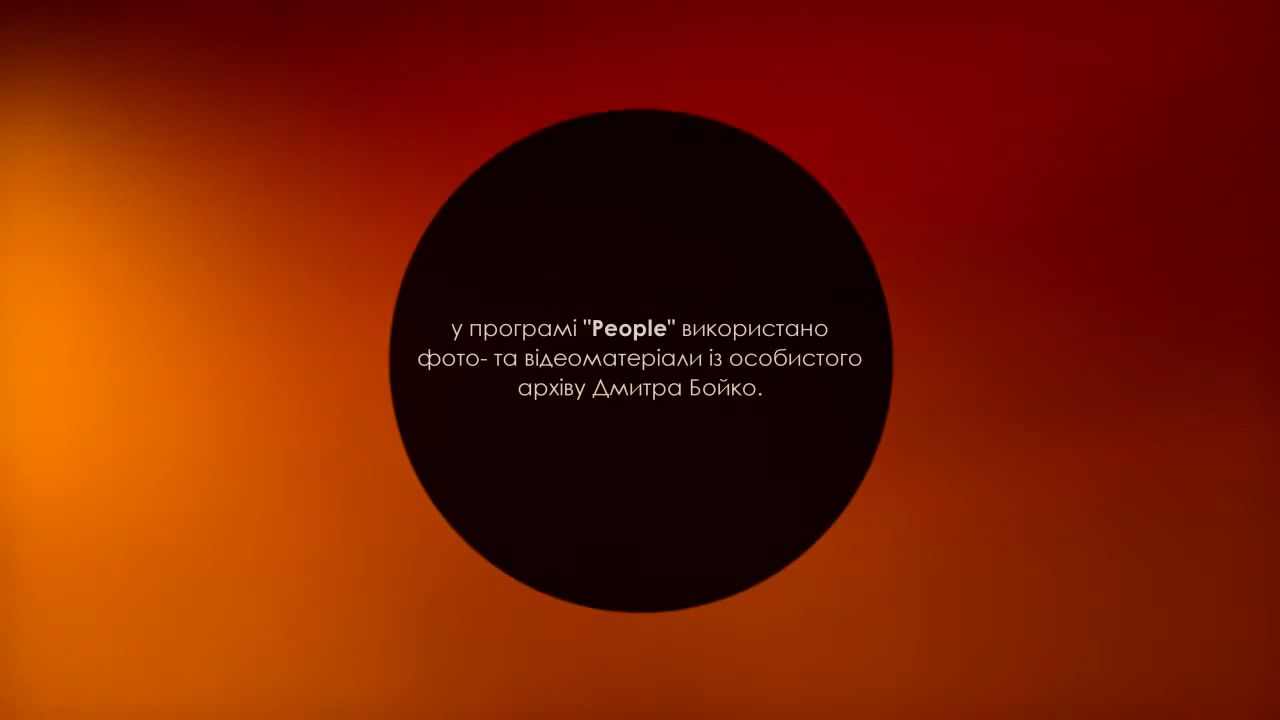 у програмі "People" використано
фото- та відеоматеріали із особистого
архіву Дмитра Бойко.